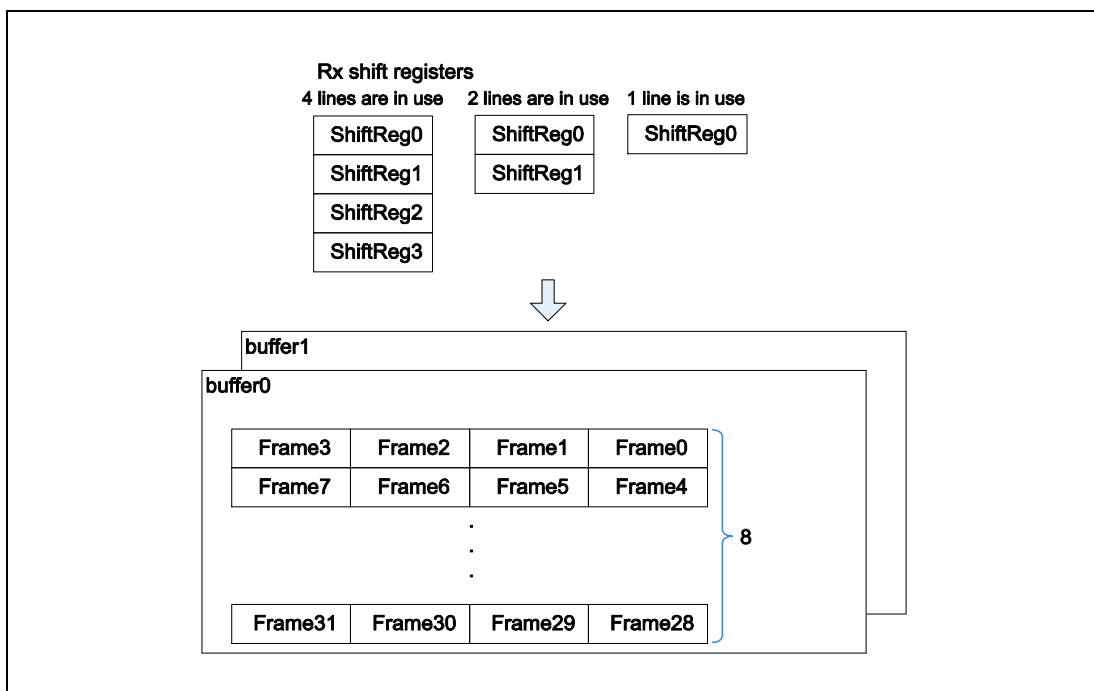 Rx shift registers
4 lines are in use 2 lines are in use 1 line is in use
ShiftReg0 ShiftReg0 ShiftReg0
ShiftReg1 ShiftReg1
ShiftReg2
ShiftReg3
buffer1
buffer0
Frame3 Frame2 Frame1 Frame0
Frame7 Frame6 Frame5 Frame4
8
Frame31 Frame30 Frame29 Frame28